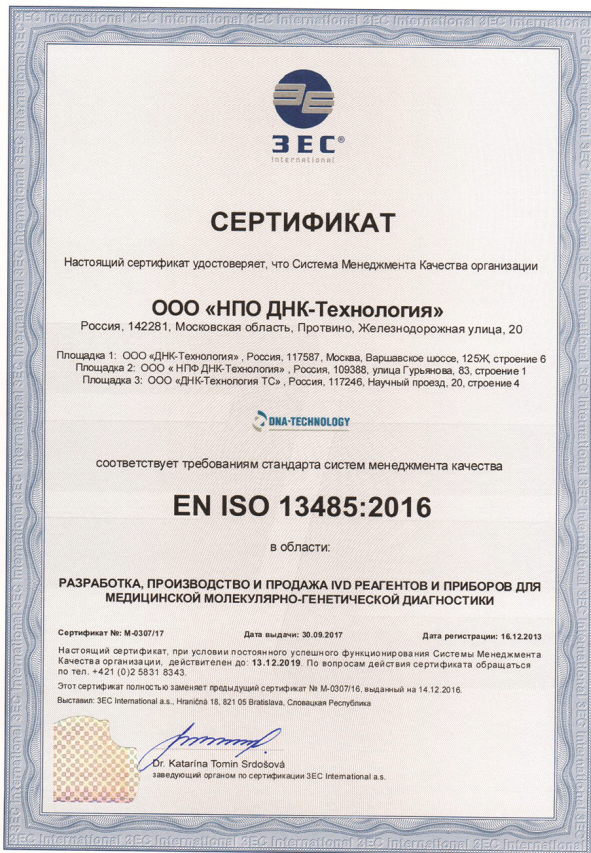 3EC®
International
СЕРТИФИКАТ
Настоящий сертификат удостоверяет, что Система Менеджмента Качества организации
ООО «НПО ДНК-Технология»
Россия, 142281, Московская область, Протвино, Железнодорожная улица, 20
Площадка 1: ООО «ДНК-Технология» , Россия, 117587, Москва, Варшавское шоссе, 125Ж, строение 6
Площадка 2: ООО « НПФ ДНК-Технология» , Россия, 109388, улица Гурьянова, 83, строение 1
Площадка 3: ООО «ДНК-Технология ТС» , Россия, 117246, Научный проезд, 20, строение 4
DNA-TECHNOLOGY
соответствует требованиям стандарта систем менеджмента качества
EN ISO 13485:2016
в области:
РАЗРАБОТКА, ПРОИЗВОДСТВО И ПРОДАЖА IVD РЕАГЕНТОВ И ПРИБОРОВ ДЛЯ
МЕДИЦИНСКОЙ МОЛЕКУЛЯРНО-ГЕНЕТИЧЕСКОЙ ДИАГНОСТИКИ
Сертификат №: M-0307/17 Дата выдачи: 30.09.2017 Дата регистрации: 16.12.2013
Настоящий сертификат, при условии постоянного успешного функционирования Системы Менеджмента
Качества организации, действителен до: 13.12.2019. По вопросам действия сертификата обращаться
по тел. +421 (0)2 5831 8343.
Этот сертификат полностью заменяет предыдущий сертификат № M-0307/16, выданный на 14.12.2016.
Выставил: 3EC International a.s., Hraničná 18, 821 05 Bratislava, Словацкая Республика
Dr. Katarína Tomin Srdošová
заведующий органом по сертификации 3EC International a.s.